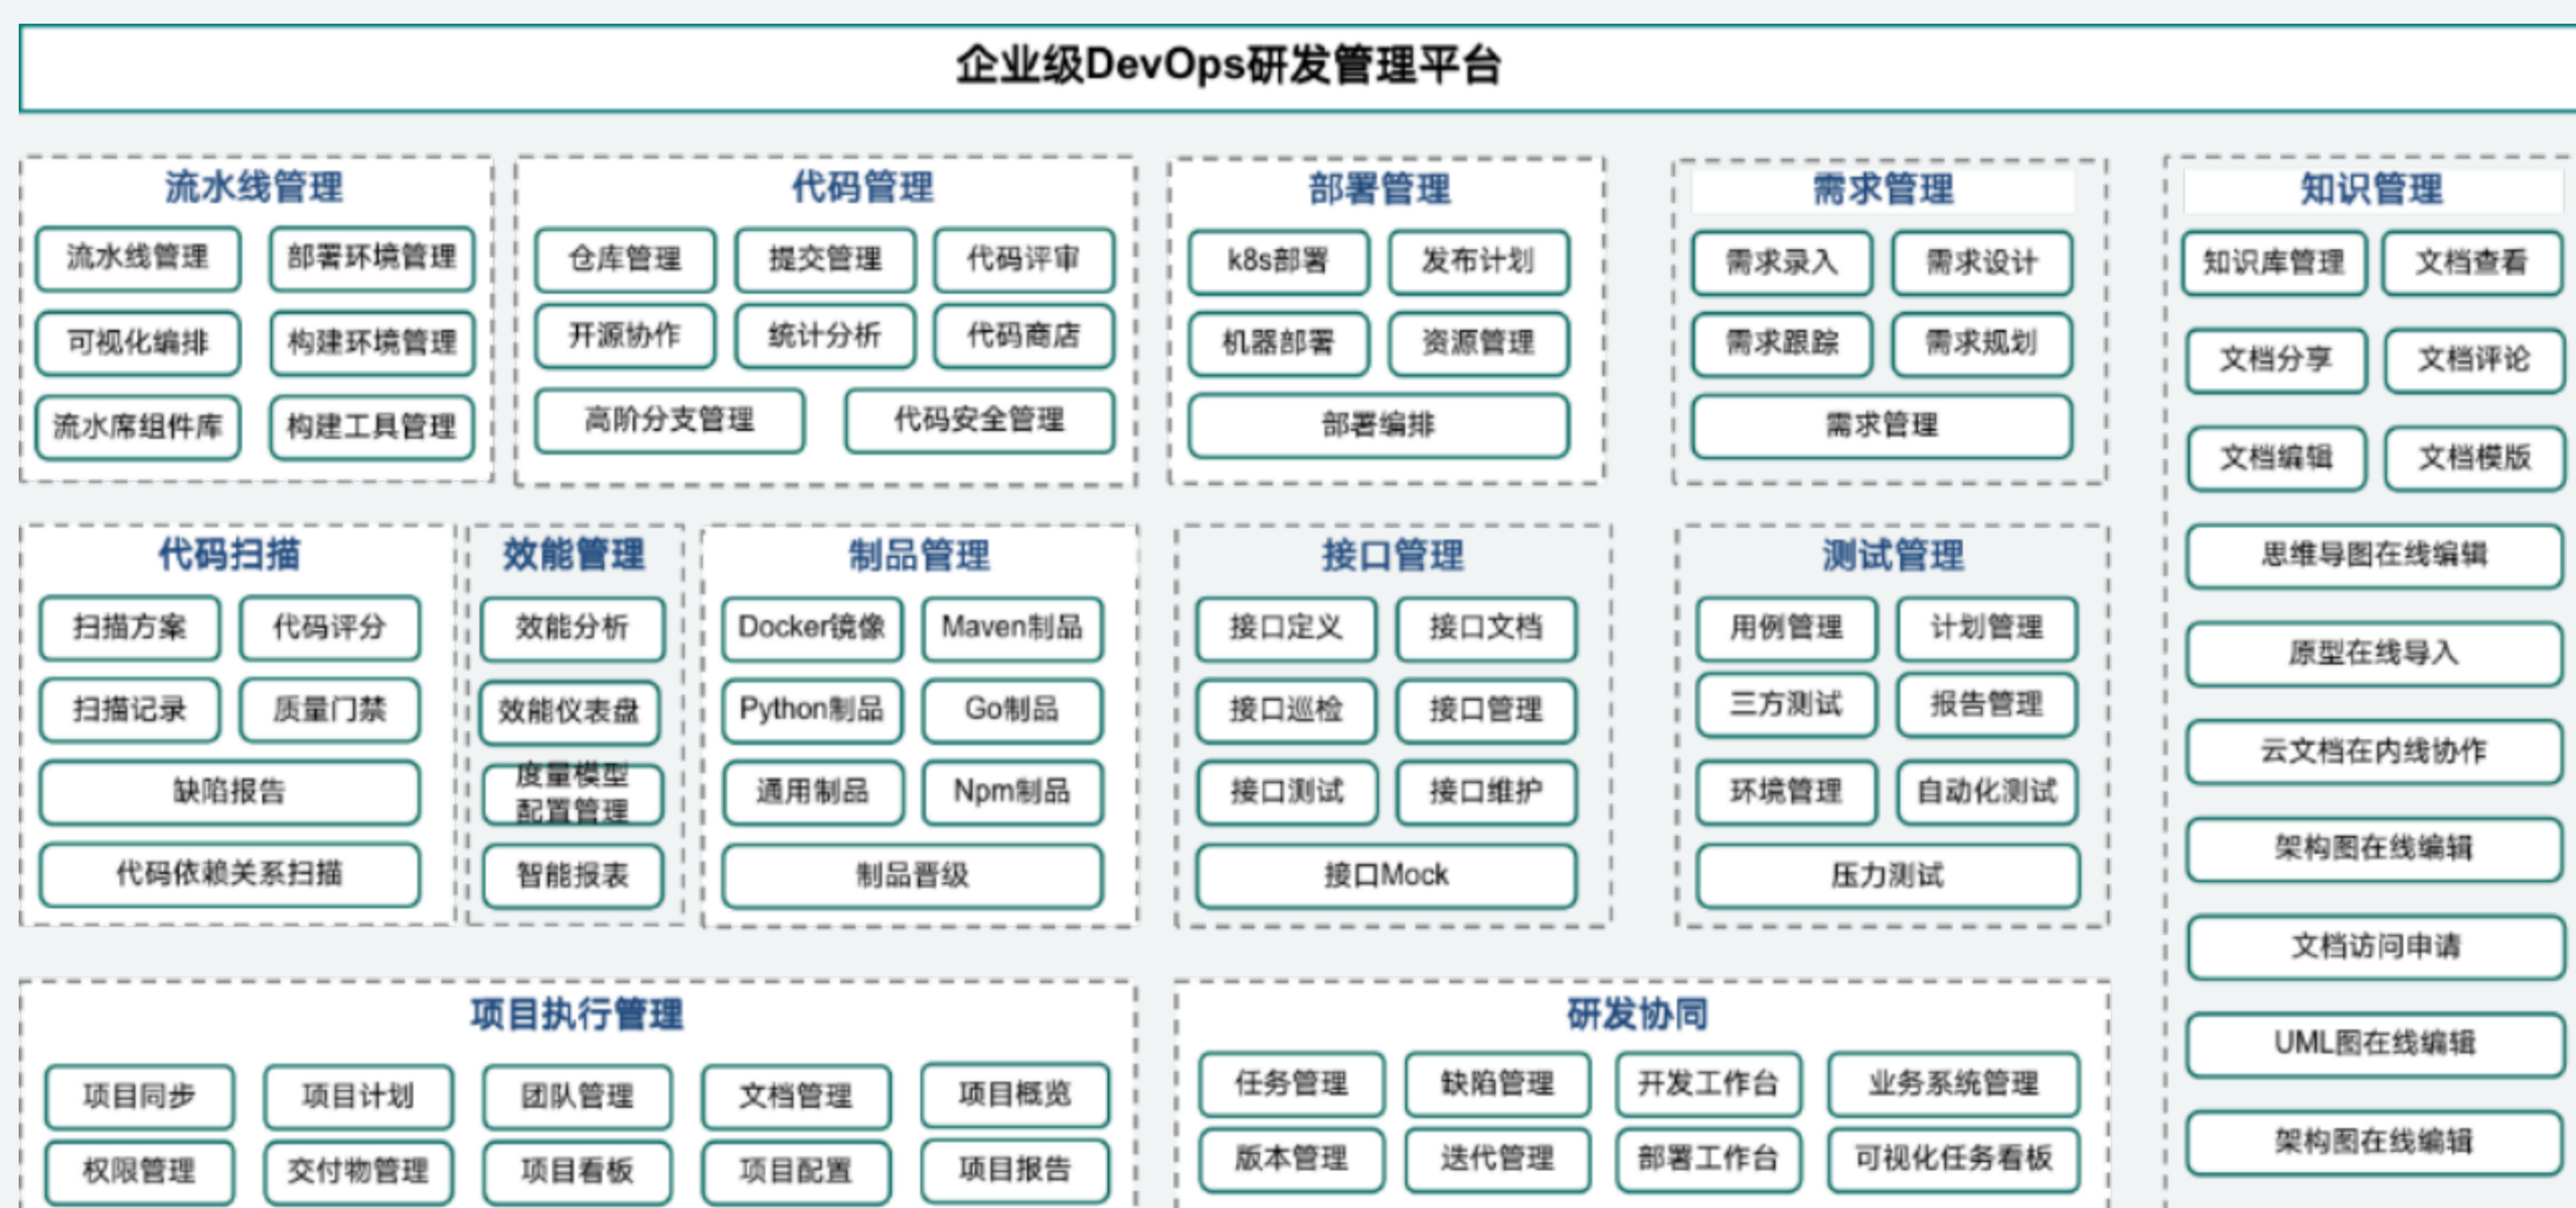 企业级DevOps研发管理平台
流水线管理
流水线管理
部署环境管理
可视化编排
构建环境管理
流水席组件库
构建工具管理
代码管理
仓库管理
提交管理
代码评审
开源协作
统计分析
代码商店
高阶分支管理
代码安全管理
部署管理
k8s部署
发布计划
机器部署
资源管理
部署编排
需求管理
需求录入
需求设计
需求跟踪
需求规划
需求管理
代码扫描
扫描方案
代码评分
扫描记录
质量门禁
缺陷报告
代码依赖关系扫描
效能管理
效能分析
效能仪表盘
度量模型
配置管理
智能报表
制品管理
Docker镜像
Maven制品
Python制品
Go制品
通用制品
Npm制品
制品晋级
接口管理
接口定义
接口文档
接口巡检
接口管理
接口测试
接口维护
接口Mock
测试管理
用例管理
计划管理
三方测试
报告管理
环境管理
自动化测试
压力测试
项目执行管理
项目同步
项目计划
团队管理
文档管理
项目概览
权限管理
交付物管理
项目看板
项目配置
项目报告
研发协同
任务管理
缺陷管理
开发工作台
业务系统管理
版本管理
迭代管理
部署工作台
可视化任务看板
知识管理
知识库管理
文档查看
文档分享
文档评论
文档编辑
文档模版
思维导图在线编辑
原型在线导入
云文档在内线协作
架构图在线编辑
文档访问申请
UML图在线编辑
架构图在线编辑